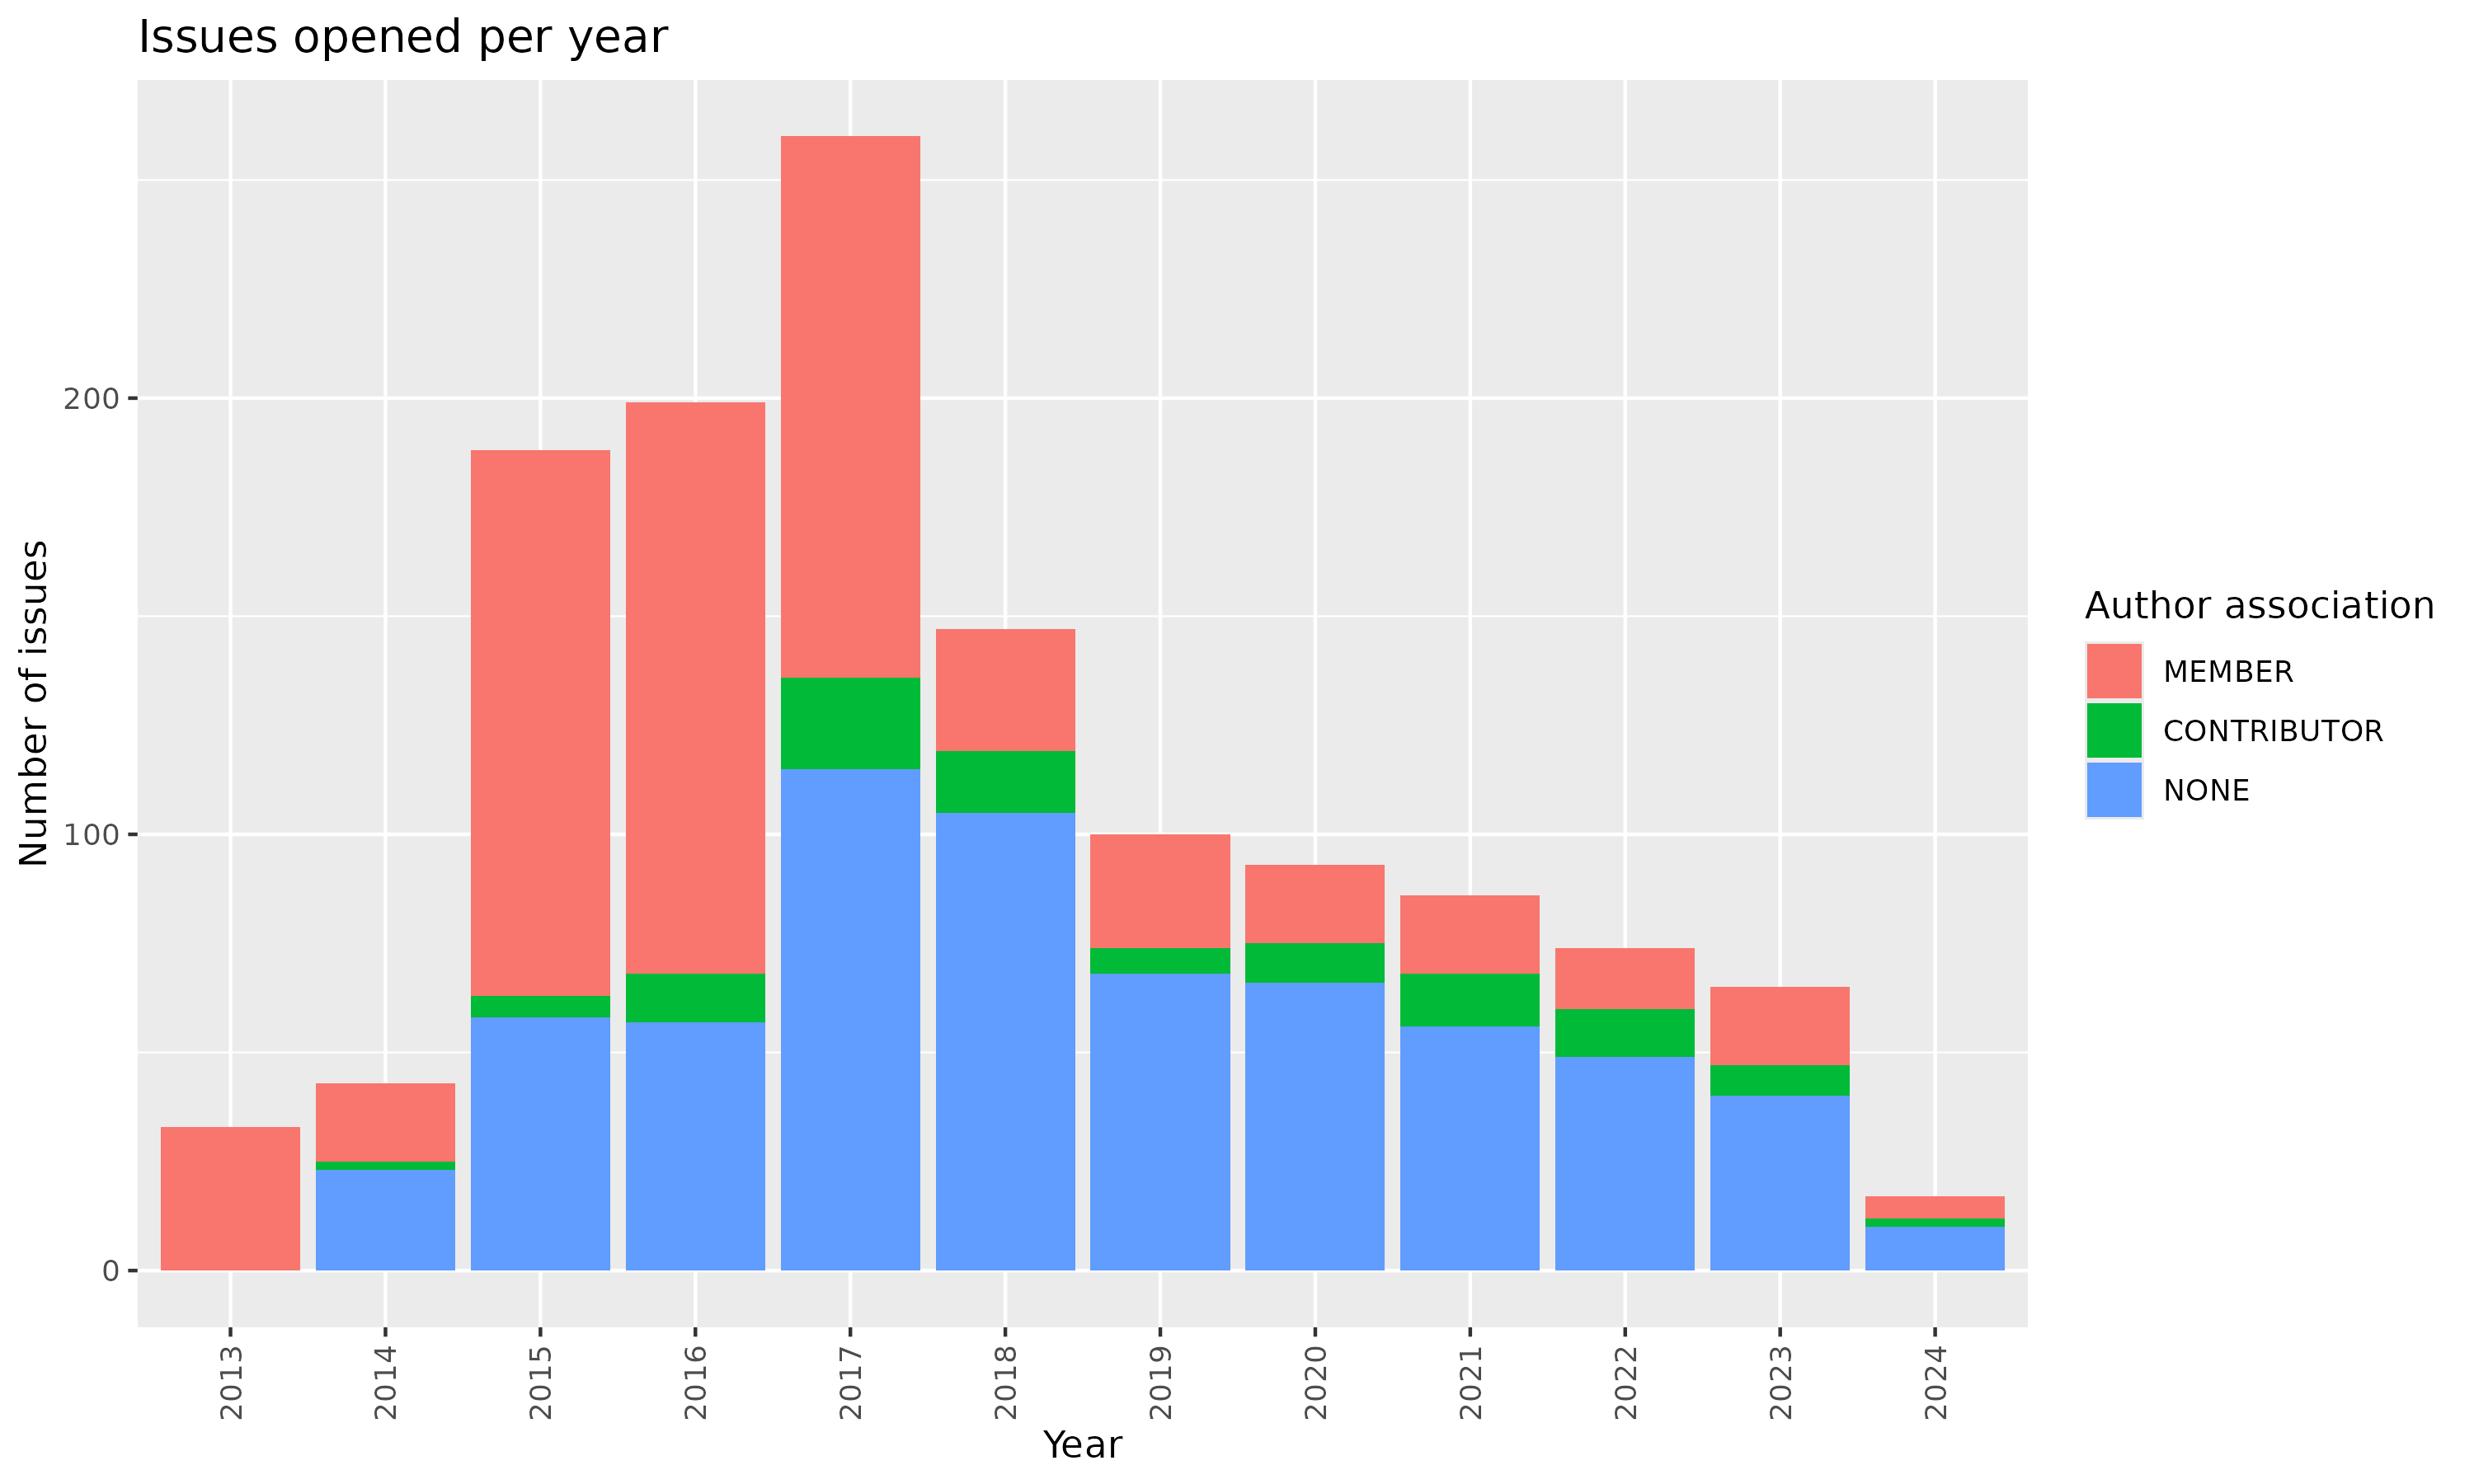 Issues opened per year
Number of issues
200
100
0
2013
2014
2015
2016
2017
2018
2019
2020
2021
2022
2023
2024
Year
Author association
MEMBER
CONTRIBUTOR
NONE